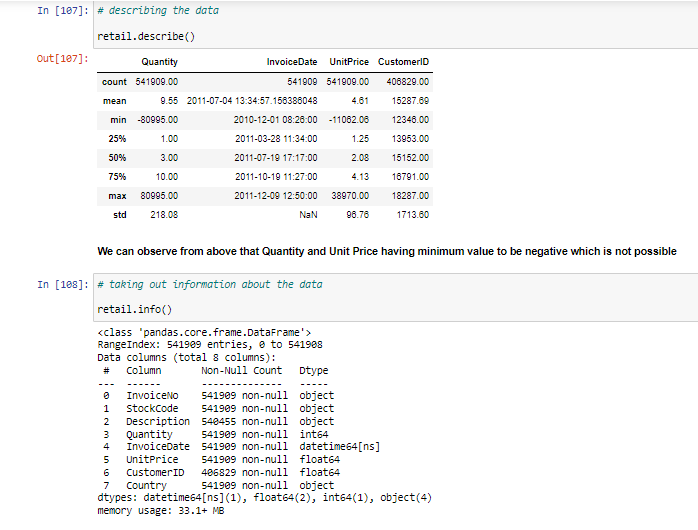 In [107]: # describing the data
retail.describe()
Out[107]:
Quantity InvoiceDate UnitPrice CustomerID
count 541909.00 541909 541909.00 406829.00
mean 9.55 2011-07-04 13:34:57.156386048 4.61 15287.69
min -80995.00 2010-12-01 08:26:00 -11062.06 12346.00
25% 1.00 2011-03-28 11:34:00 1.25 13953.00
50% 3.00 2011-07-19 17:17:00 2.08 15152.00
75% 10.00 2011-10-19 11:27:00 4.13 16791.00
max 80995.00 2011-12-09 12:50:00 38970.00 18287.00
std 218.08 NaN 96.76 1713.60
We can observe from above that Quantity and Unit Price having minimum value to be negative which is not possible
In [108]: # taking out information about the data
retail.info()
<class 'pandas.core.frame.DataFrame'>
RangeIndex: 541909 entries, 0 to 541908
Data columns (total 8 columns):
# Column Non-Null Count Dtype
--- ------ -------------- -----
0 InvoiceNo 541909 non-null object
1 StockCode 541909 non-null object
2 Description 540455 non-null object
3 Quantity 541909 non-null int64
4 InvoiceDate 541909 non-null datetime64[ns]
5 UnitPrice 541909 non-null float64
6 CustomerID 406829 non-null float64
7 Country 541909 non-null object
dtypes: datetime64[ns](1), float64(2), int64(1), object(4)
memory usage: 33.1+ MB